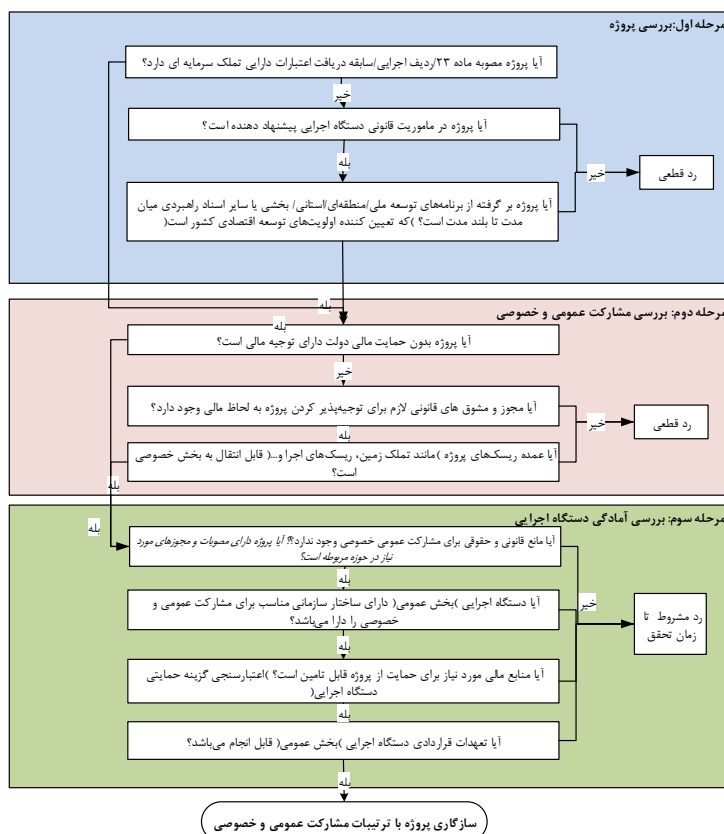 مرحله اول:بررسی پروژه
آیا پروژه مصوبه ماده ۲۳/ردیف اجرایی/سابقه دریافت اعتبارات دارایی تملک سرمایه ای دارد؟
خیر
آیا پروژه در ماموریت قانونی دستگاه اجرایی پیشنهاد دهنده است؟
بله
خیر
رد قطعی
آیا پروژه بر گرفته از برنامه‌های توسعه ملی/منطقه‌ای/استانی/ بخشی یا سایر اسناد راهبردی میان
مدت تا بلند مدت است؟ )که تعیین کننده اولویت‌های توسعه اقتصادی کشور است(
بله
بله
مرحله دوم: بررسی مشارکت عمومی و خصوصی
بله
آیا پروژه بدون حمایت مالی دولت دارای توجیه مالی است؟
خیر
آیا مجوز و مشوق های قانونی لازم برای توجیه‌پذیر کردن پروژه به لحاظ مالی وجود دارد؟
بله
خیر
رد قطعی
آیا عمده ریسک‌های پروژه )مانند تملک زمین، ریسک‌های اجرا و...( قابل انتقال به بخش خصوصی
است؟
بله
مرحله سوم: بررسی آمادگی دستگاه اجرایی
بله
آیا مانع قانونی و حقوقی برای مشارکت عمومی خصوصی وجود ندارد؟؟ آیا پروژه دارای مصوبات و مجوزهای مورد
نیاز در حوزه مربوطه است؟
بله
خیر
آیا دستگاه اجرایی )بخش عمومی( دارای ساختار سازمانی مناسب برای مشارکت عمومی و
خصوصی را دارا می‌باشد؟
رد مشروط تا
زمان تحقق
بله
آیا منابع مالی مورد نیاز برای حمایت از پروژه قابل تامین است؟ )اعتبارسنجی گزینه حمایتی
دستگاه اجرایی(
بله
آیا تعهدات قراردادی دستگاه اجرایی )بخش عمومی( قابل انجام می‌باشد؟
بله
سازگاری پروژه با ترتیبات مشارکت عمومی و خصوصی